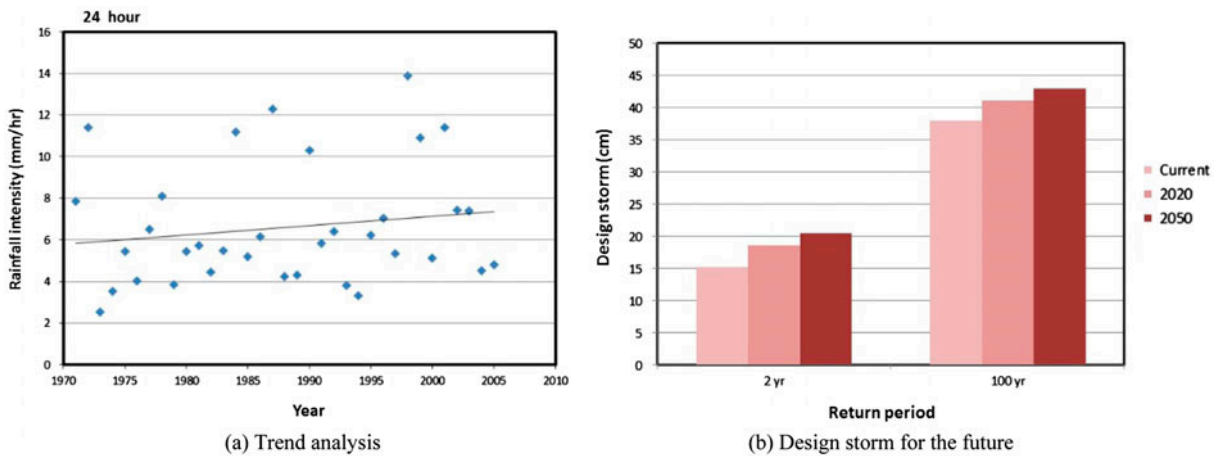 24 hour
Rainfall intensity (mm/hr)
16
14
12
10
8
6
4
2
0
1970 1975 1980 1985 1990 1995 2000 2005 2010
Year
(a) Trend analysis
Design storm (cm)
50
45
40
35
30
25
20
15
10
5
0
2 yr 100 yr
Return period
Current
2020
2050
(b) Design storm for the future